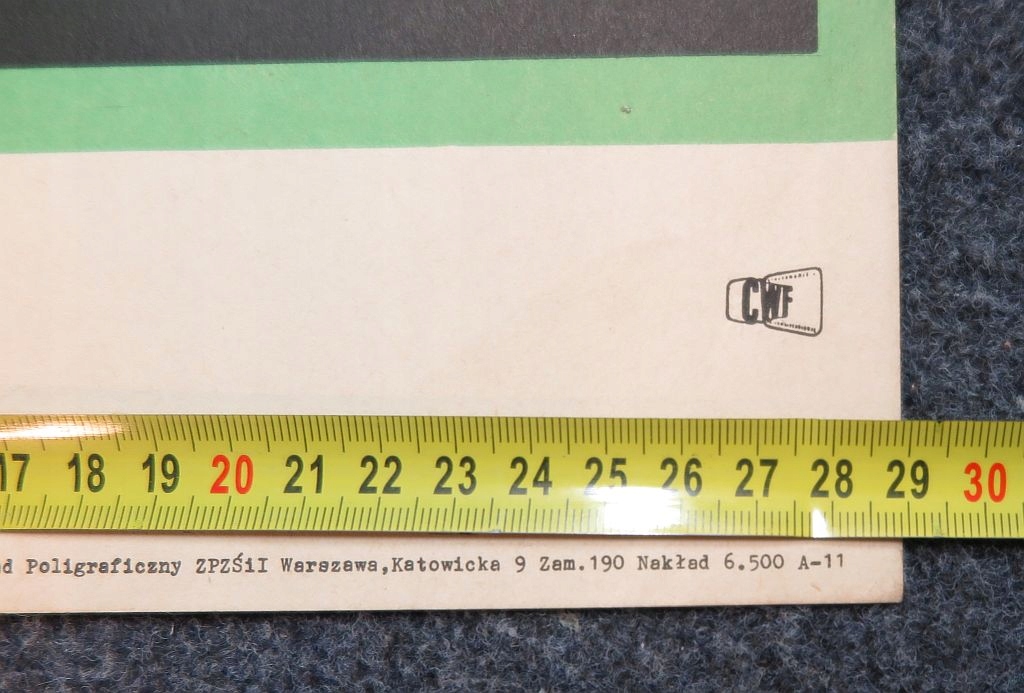 CWF
17 18 19 20 21 22 23 24 25 26 27 28 29 30
d Poligraficzny ZPZŚiI Warszawa,Katowicka 9 Zam.190 Nakład 6.500 A-11